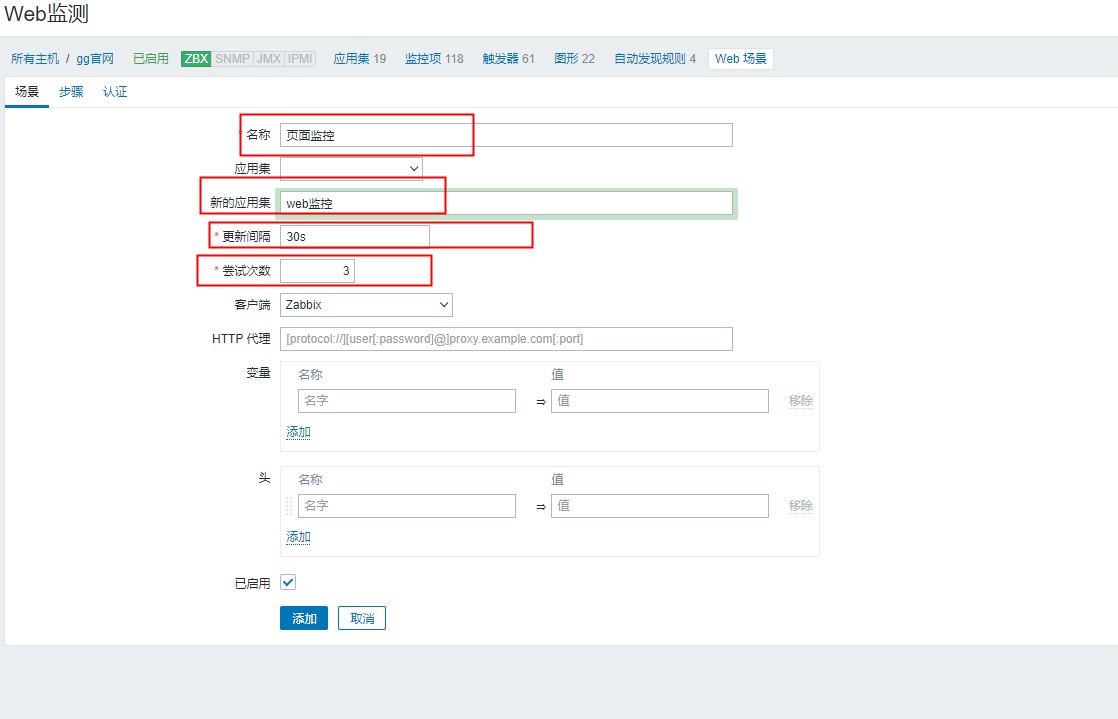 Web监测
所有主机 / gg官网 已启用 ZBX SNMP JMX IPMI 应用集 19 监控项 118 触发器 61 图形 22 自动发现规则 4 Web 场景
场景 步骤 认证
* 名称 页面监控
应用集
新的应用集 web监控
* 更新间隔 30s
* 尝试次数 3
客户端 Zabbix
HTTP 代理 [protocol://][user[:password]@]proxy.example.com[:port]
变量 名称 值
名字 ⇒ 值 移除
添加
头 名称 值
名字 ⇒ 值 移除
添加
已启用
添加 取消